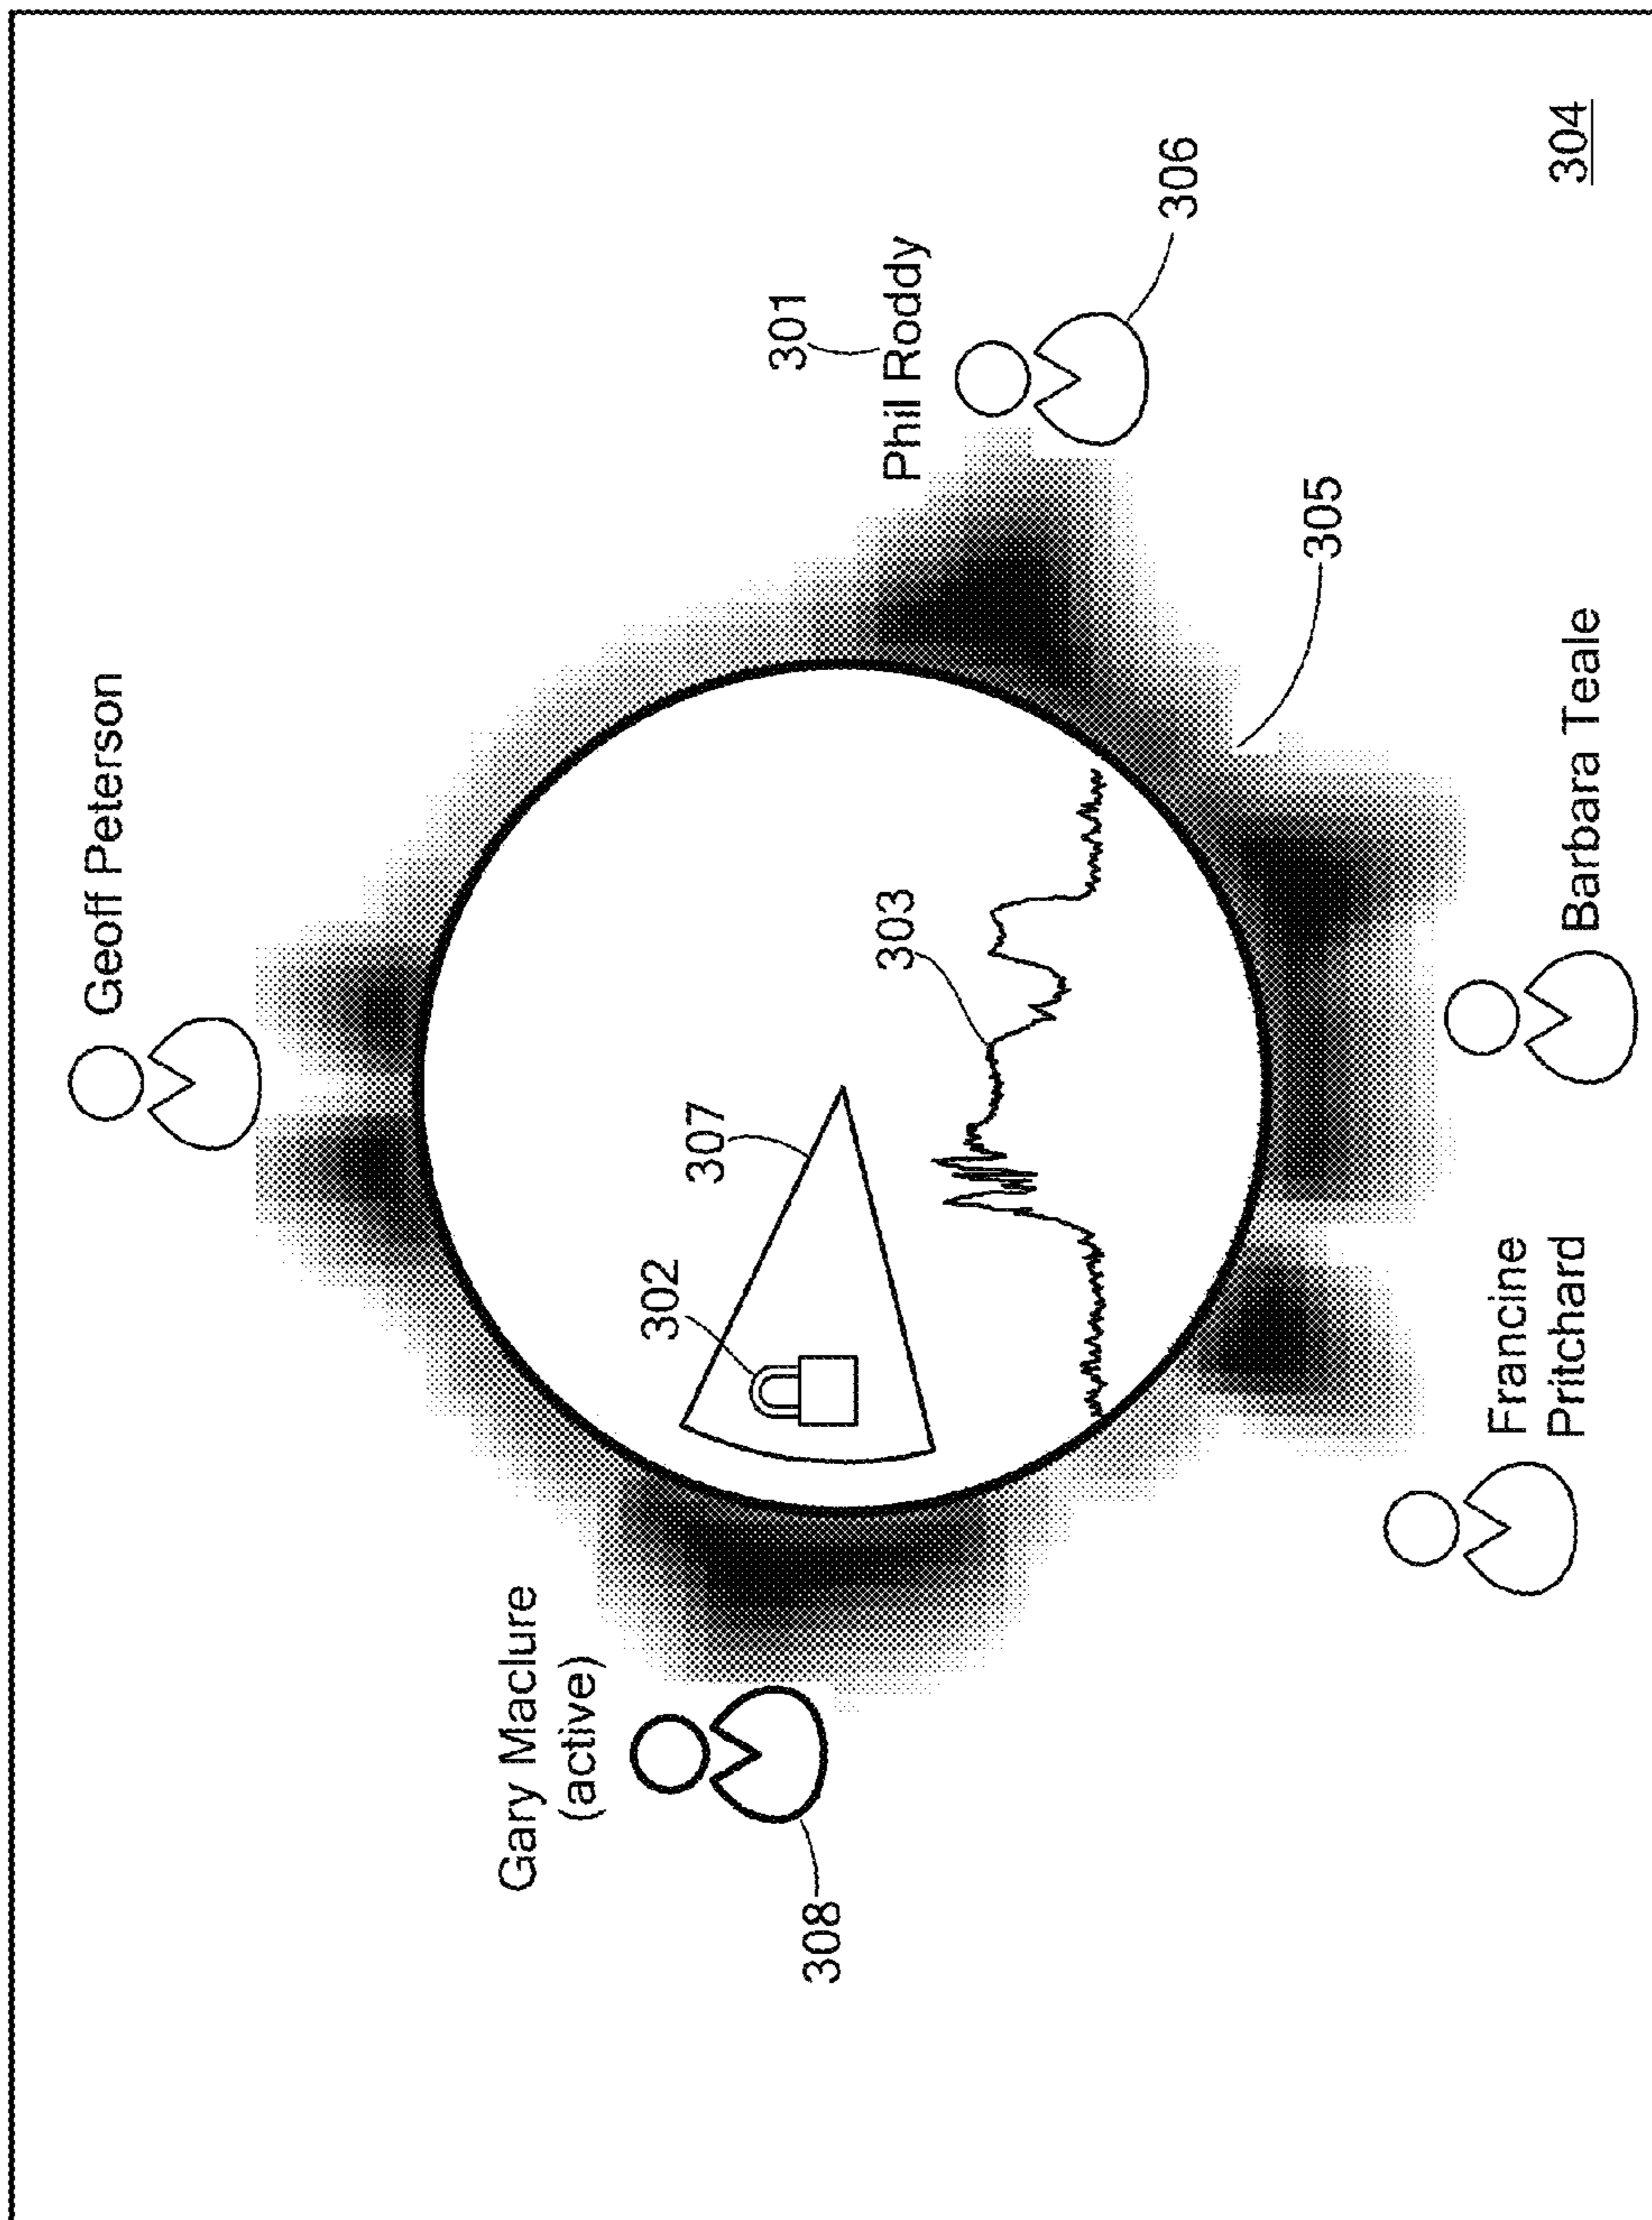 Geoff Peterson
Gary Maclure
(active)
308
302
307
301
Phil Roddy
306
303
305
Francine
Pritchard
Barbara Teale
304